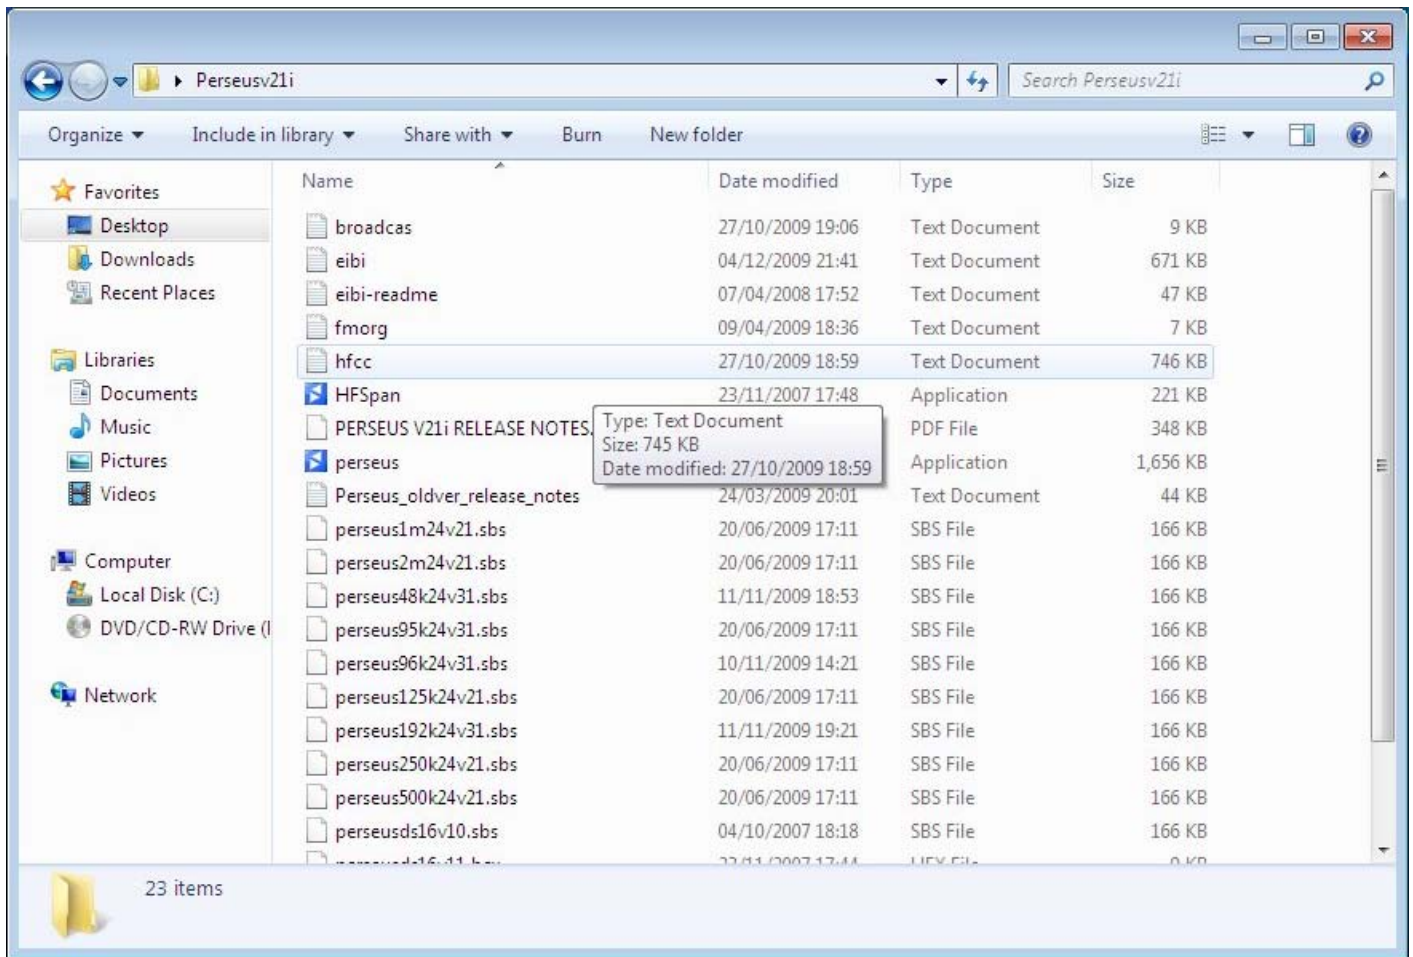 Perseusv21i
Search Perseusv21i
Organize Include in library Share with Burn New folder
Favorites
Desktop
Downloads
Recent Places
Libraries
Documents
Music
Pictures
Videos
Computer
Local Disk (C:)
DVD/CD-RW Drive (
Network
Name Date modified Type Size
broadcas 27/10/2009 19:06 Text Document 9 KB
eibi 04/12/2009 21:41 Text Document 671 KB
eibi-readme 07/04/2008 17:52 Text Document 47 KB
fmorg 09/04/2009 18:36 Text Document 7 KB
hfcc 27/10/2009 18:59 Text Document 746 KB
HFSpan 23/11/2007 17:48 Application 221 KB
PERSEUS V21i RELEASE NOTES. PDF File 348 KB
perseus Application 1,656 KB
Perseus_oldver_release_notes 24/03/2009 20:01 Text Document 44 KB
perseus1m24v21.sbs 20/06/2009 17:11 SBS File 166 KB
perseus2m24v21.sbs 20/06/2009 17:11 SBS File 166 KB
perseus48k24v31.sbs 11/11/2009 18:53 SBS File 166 KB
perseus95k24v31.sbs 20/06/2009 17:11 SBS File 166 KB
perseus96k24v31.sbs 10/11/2009 14:21 SBS File 166 KB
perseus125k24v21.sbs 20/06/2009 17:11 SBS File 166 KB
perseus192k24v31.sbs 11/11/2009 19:21 SBS File 166 KB
perseus250k24v21.sbs 20/06/2009 17:11 SBS File 166 KB
perseus500k24v21.sbs 20/06/2009 17:11 SBS File 166 KB
perseusds16v10.sbs 04/10/2007 18:18 SBS File 166 KB
Type: Text Document
Size: 745 KB
Date modified: 27/10/2009 18:59
23 items